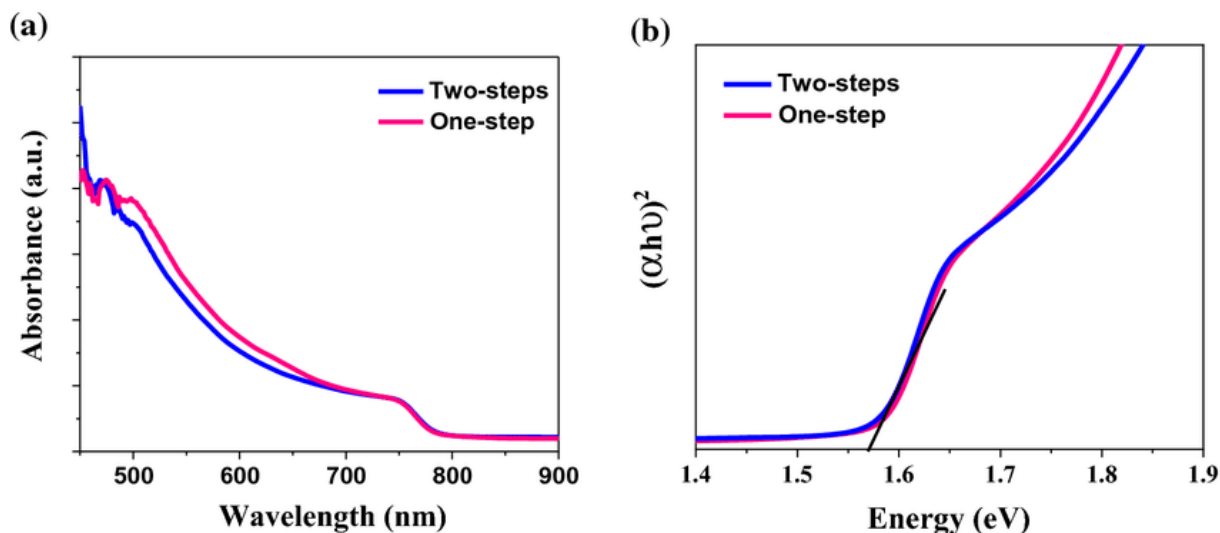 (a)
Two-steps
One-step
Absorbance (a.u.)
500 600 700 800 900
Wavelength (nm)
(b)
Two-steps
One-step
(αhυ)²
1.4 1.5 1.6 1.7 1.8 1.9
Energy (eV)